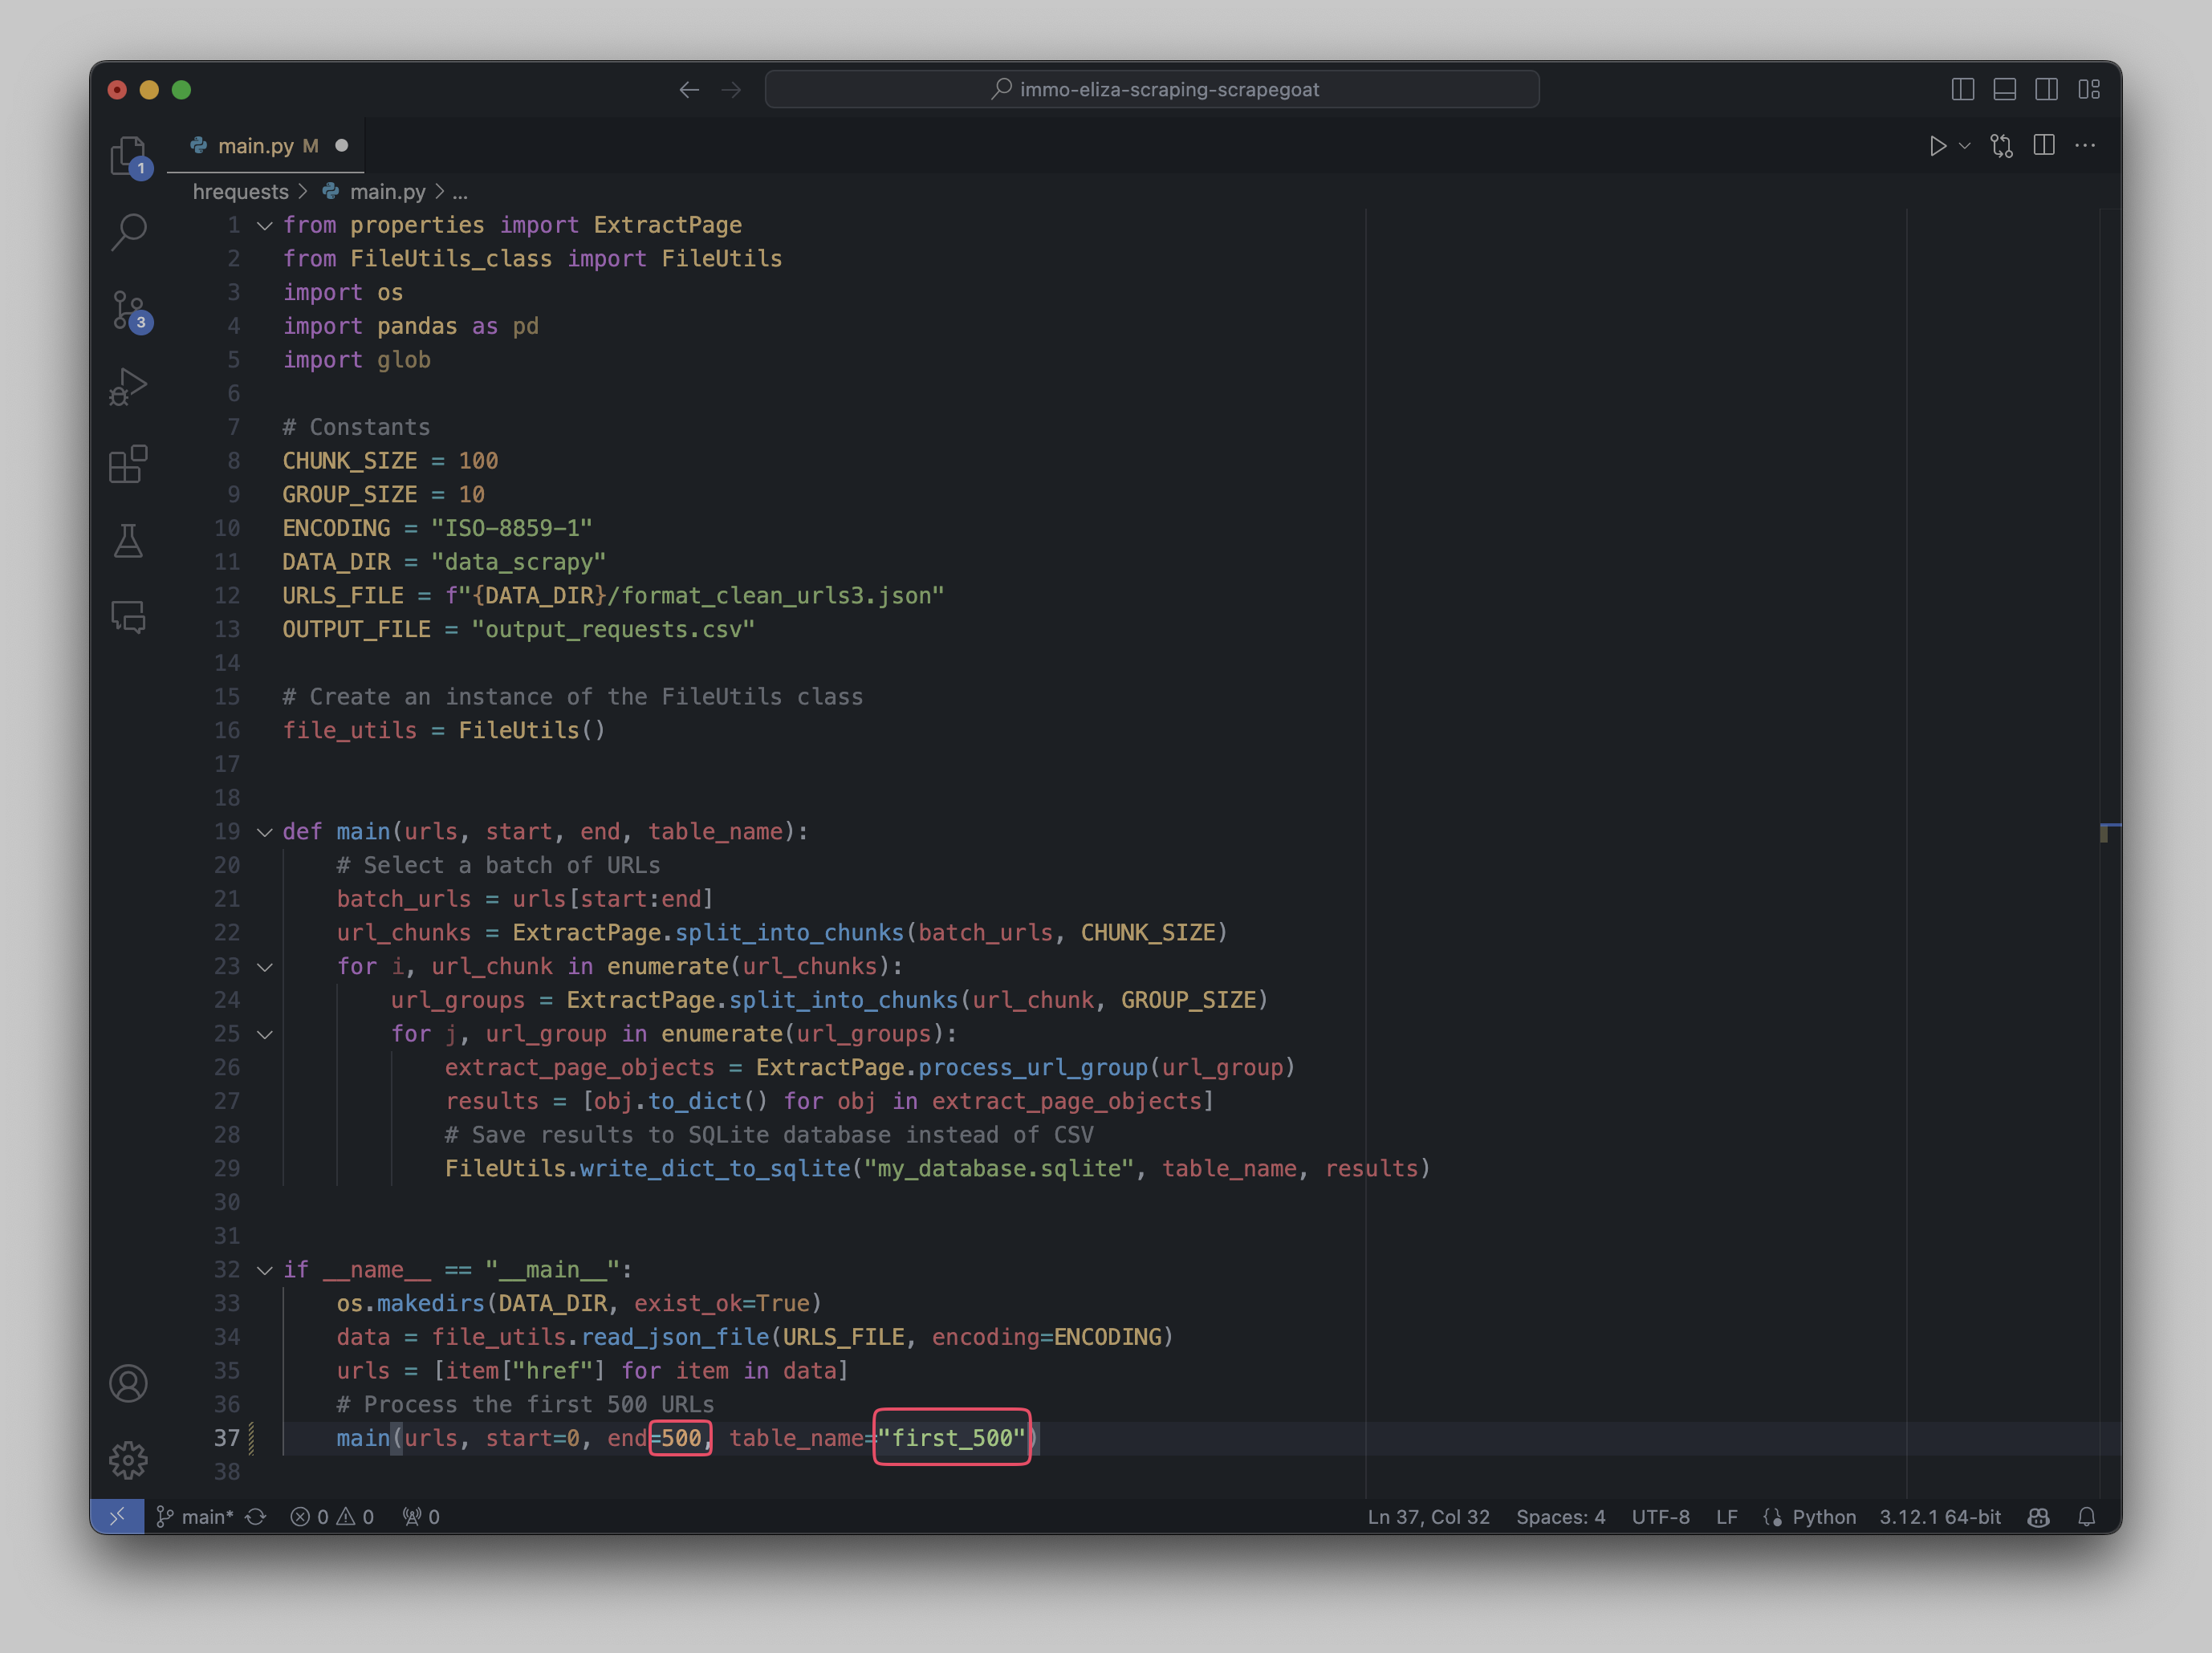 immo-eliza-scraping-scrapegoat
main.py M
1
hrequests > main.py > ...
3
1 from properties import ExtractPage
2 from FileUtils_class import FileUtils
3 import os
4 import pandas as pd
5 import glob
6
7 # Constants
8 CHUNK_SIZE = 100
9 GROUP_SIZE = 10
10 ENCODING = "ISO-8859-1"
11 DATA_DIR = "data_scrapy"
12 URLS_FILE = f"{DATA_DIR}/format_clean_urls3.json"
13 OUTPUT_FILE = "output_requests.csv"
14
15 # Create an instance of the FileUtils class
16 file_utils = FileUtils()
17
18
19 def main(urls, start, end, table_name):
20     # Select a batch of URLs
21     batch_urls = urls[start:end]
22     url_chunks = ExtractPage.split_into_chunks(batch_urls, CHUNK_SIZE)
23     for i, url_chunk in enumerate(url_chunks):
24         url_groups = ExtractPage.split_into_chunks(url_chunk, GROUP_SIZE)
25         for j, url_group in enumerate(url_groups):
26             extract_page_objects = ExtractPage.process_url_group(url_group)
27             results = [obj.to_dict() for obj in extract_page_objects]
28             # Save results to SQLite database instead of CSV
29             FileUtils.write_dict_to_sqlite("my_database.sqlite", table_name, results)
30
31
32 if __name__ == "__main__":
33     os.makedirs(DATA_DIR, exist_ok=True)
34     data = file_utils.read_json_file(URLS_FILE, encoding=ENCODING)
35     urls = [item["href"] for item in data]
36     # Process the first 500 URLs
37     main(urls, start=0, end=500, table_name="first_500")
38
main* 0 0 0 Ln 37, Col 32 Spaces: 4 UTF-8 LF Python 3.12.1 64-bit